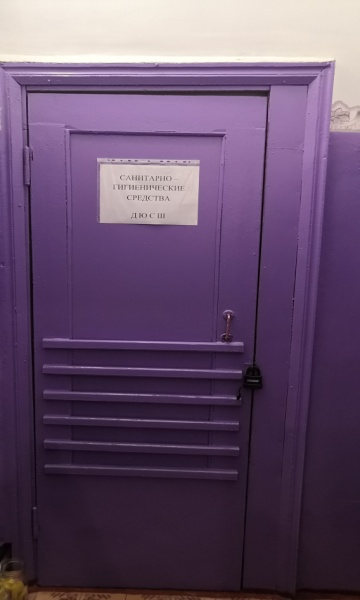 САНИТАРНО –
ГИГИЕНИЧЕСКИЕ
СРЕДСТВА
Д Ю С Ш